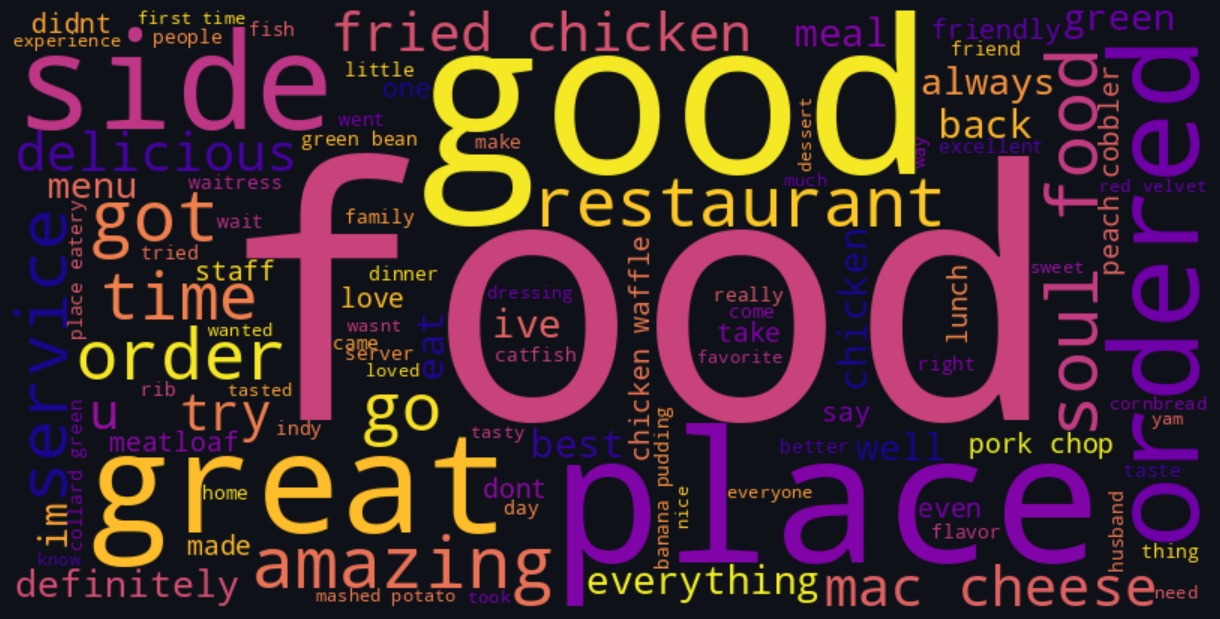 didnt
first time
experience
people
fish
fried chicken
meal
friendly
green
side
little
one
good
friend
always
ordered
went
delicious
green bean
make
dessert
back
excellent
way
soul food
peach cobbler
menu
waitress
much
red velvet
got
wait
family
restaurant
service
place eatery
tried
staff
dinner
food
chicken waffle
chicken
sweet
time
love
dressing
really
come
lunch
wanted
wasnt
ive
take
order
came
server
eat
catfish
favorite
right
loved
rib
tasted
u
try
go
say
cornbread
yam
indy
meatloaf
tasty
best
banana pudding
better
well
pork chop
collard green
great
place
taste
home
dont
nice
everyone
day
even
im
flavor
husband
made
know
amazing
thing
definitely
mashed potato
took
everything
mac cheese
need